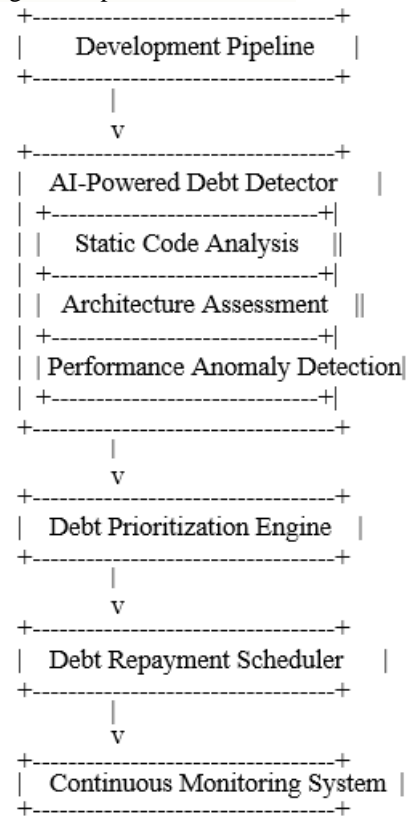 +----------------------------------+
|      Development Pipeline      |
+----------------------------------+
|
v
+----------------------------------+
|   AI-Powered Debt Detector      |
| +------------------------------+|
| |    Static Code Analysis    ||
| +------------------------------+|
| |  Architecture Assessment   ||
| +------------------------------+|
| | Performance Anomaly Detection|
| +------------------------------+|
+----------------------------------+
|
v
+----------------------------------+
|   Debt Prioritization Engine    |
+----------------------------------+
|
v
+----------------------------------+
|   Debt Repayment Scheduler      |
+----------------------------------+
|
v
+----------------------------------+
|   Continuous Monitoring System |
+----------------------------------+